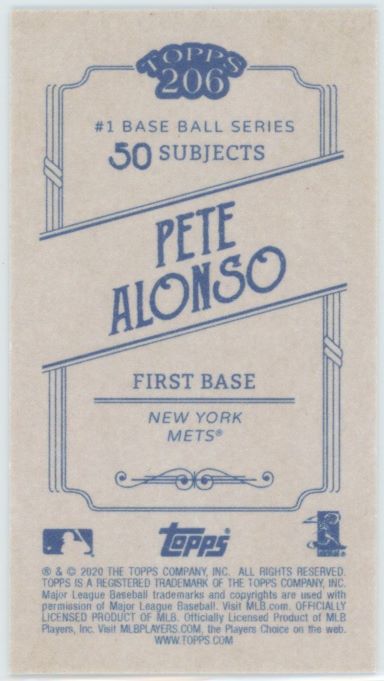 TOPPS
206
#1 BASE BALL SERIES
50 SUBJECTS
PETE
ALONSO
FIRST BASE
NEW YORK
METS®
Topps®
® & © 2020 THE TOPPS COMPANY, INC. ALL RIGHTS RESERVED.
TOPPS IS A REGISTERED TRADEMARK OF THE TOPPS COMPANY, INC.
Major League Baseball trademarks and copyrights are used with
permission of Major League Baseball. Visit MLB.com. OFFICIALLY
LICENSED PRODUCT OF MLB. Officially Licensed Product of MLB
Players, Inc. Visit MLBPLAYERS.COM, the Players Choice on the web.
WWW.TOPPS.COM